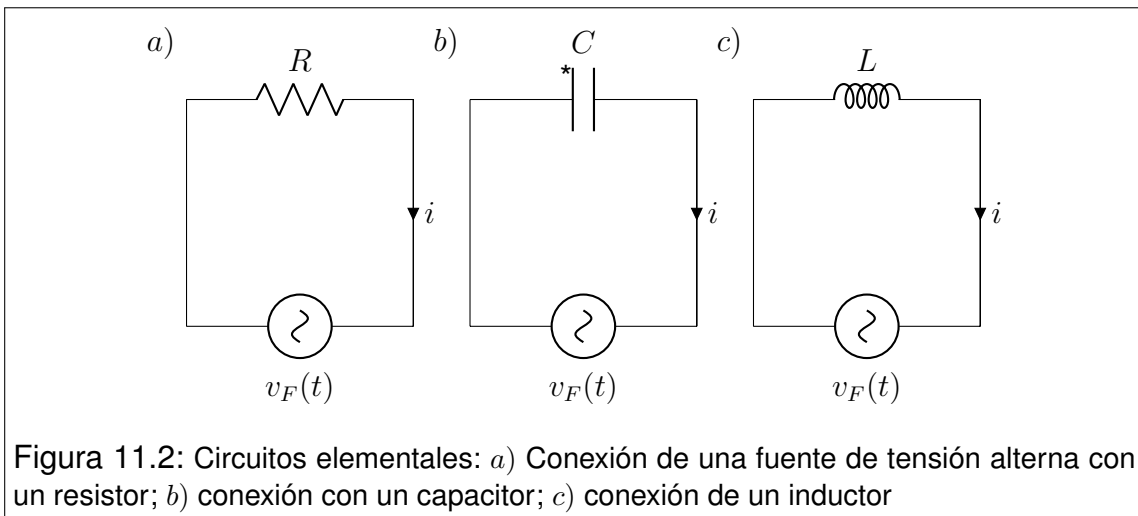 a) b) c)
R C L
*
i i i
v_F(t) v_F(t) v_F(t)
Figura 11.2: Circuitos elementales: a) Conexión de una fuente de tensión alterna con
un resistor; b) conexión con un capacitor; c) conexión de un inductor